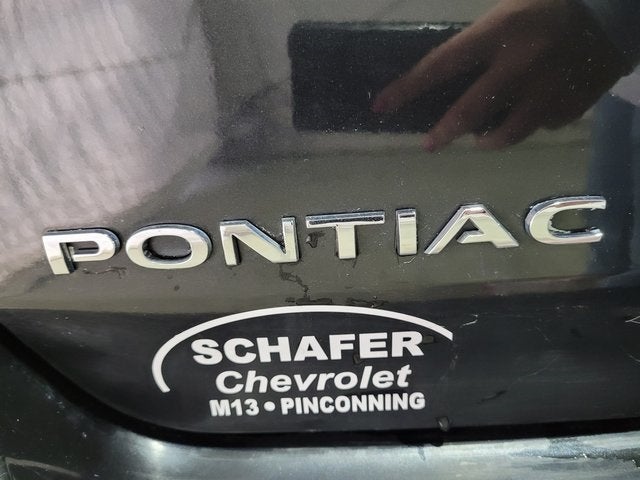 PONTIAC
SCHAFER
Chevrolet
M13 • PINCONNING